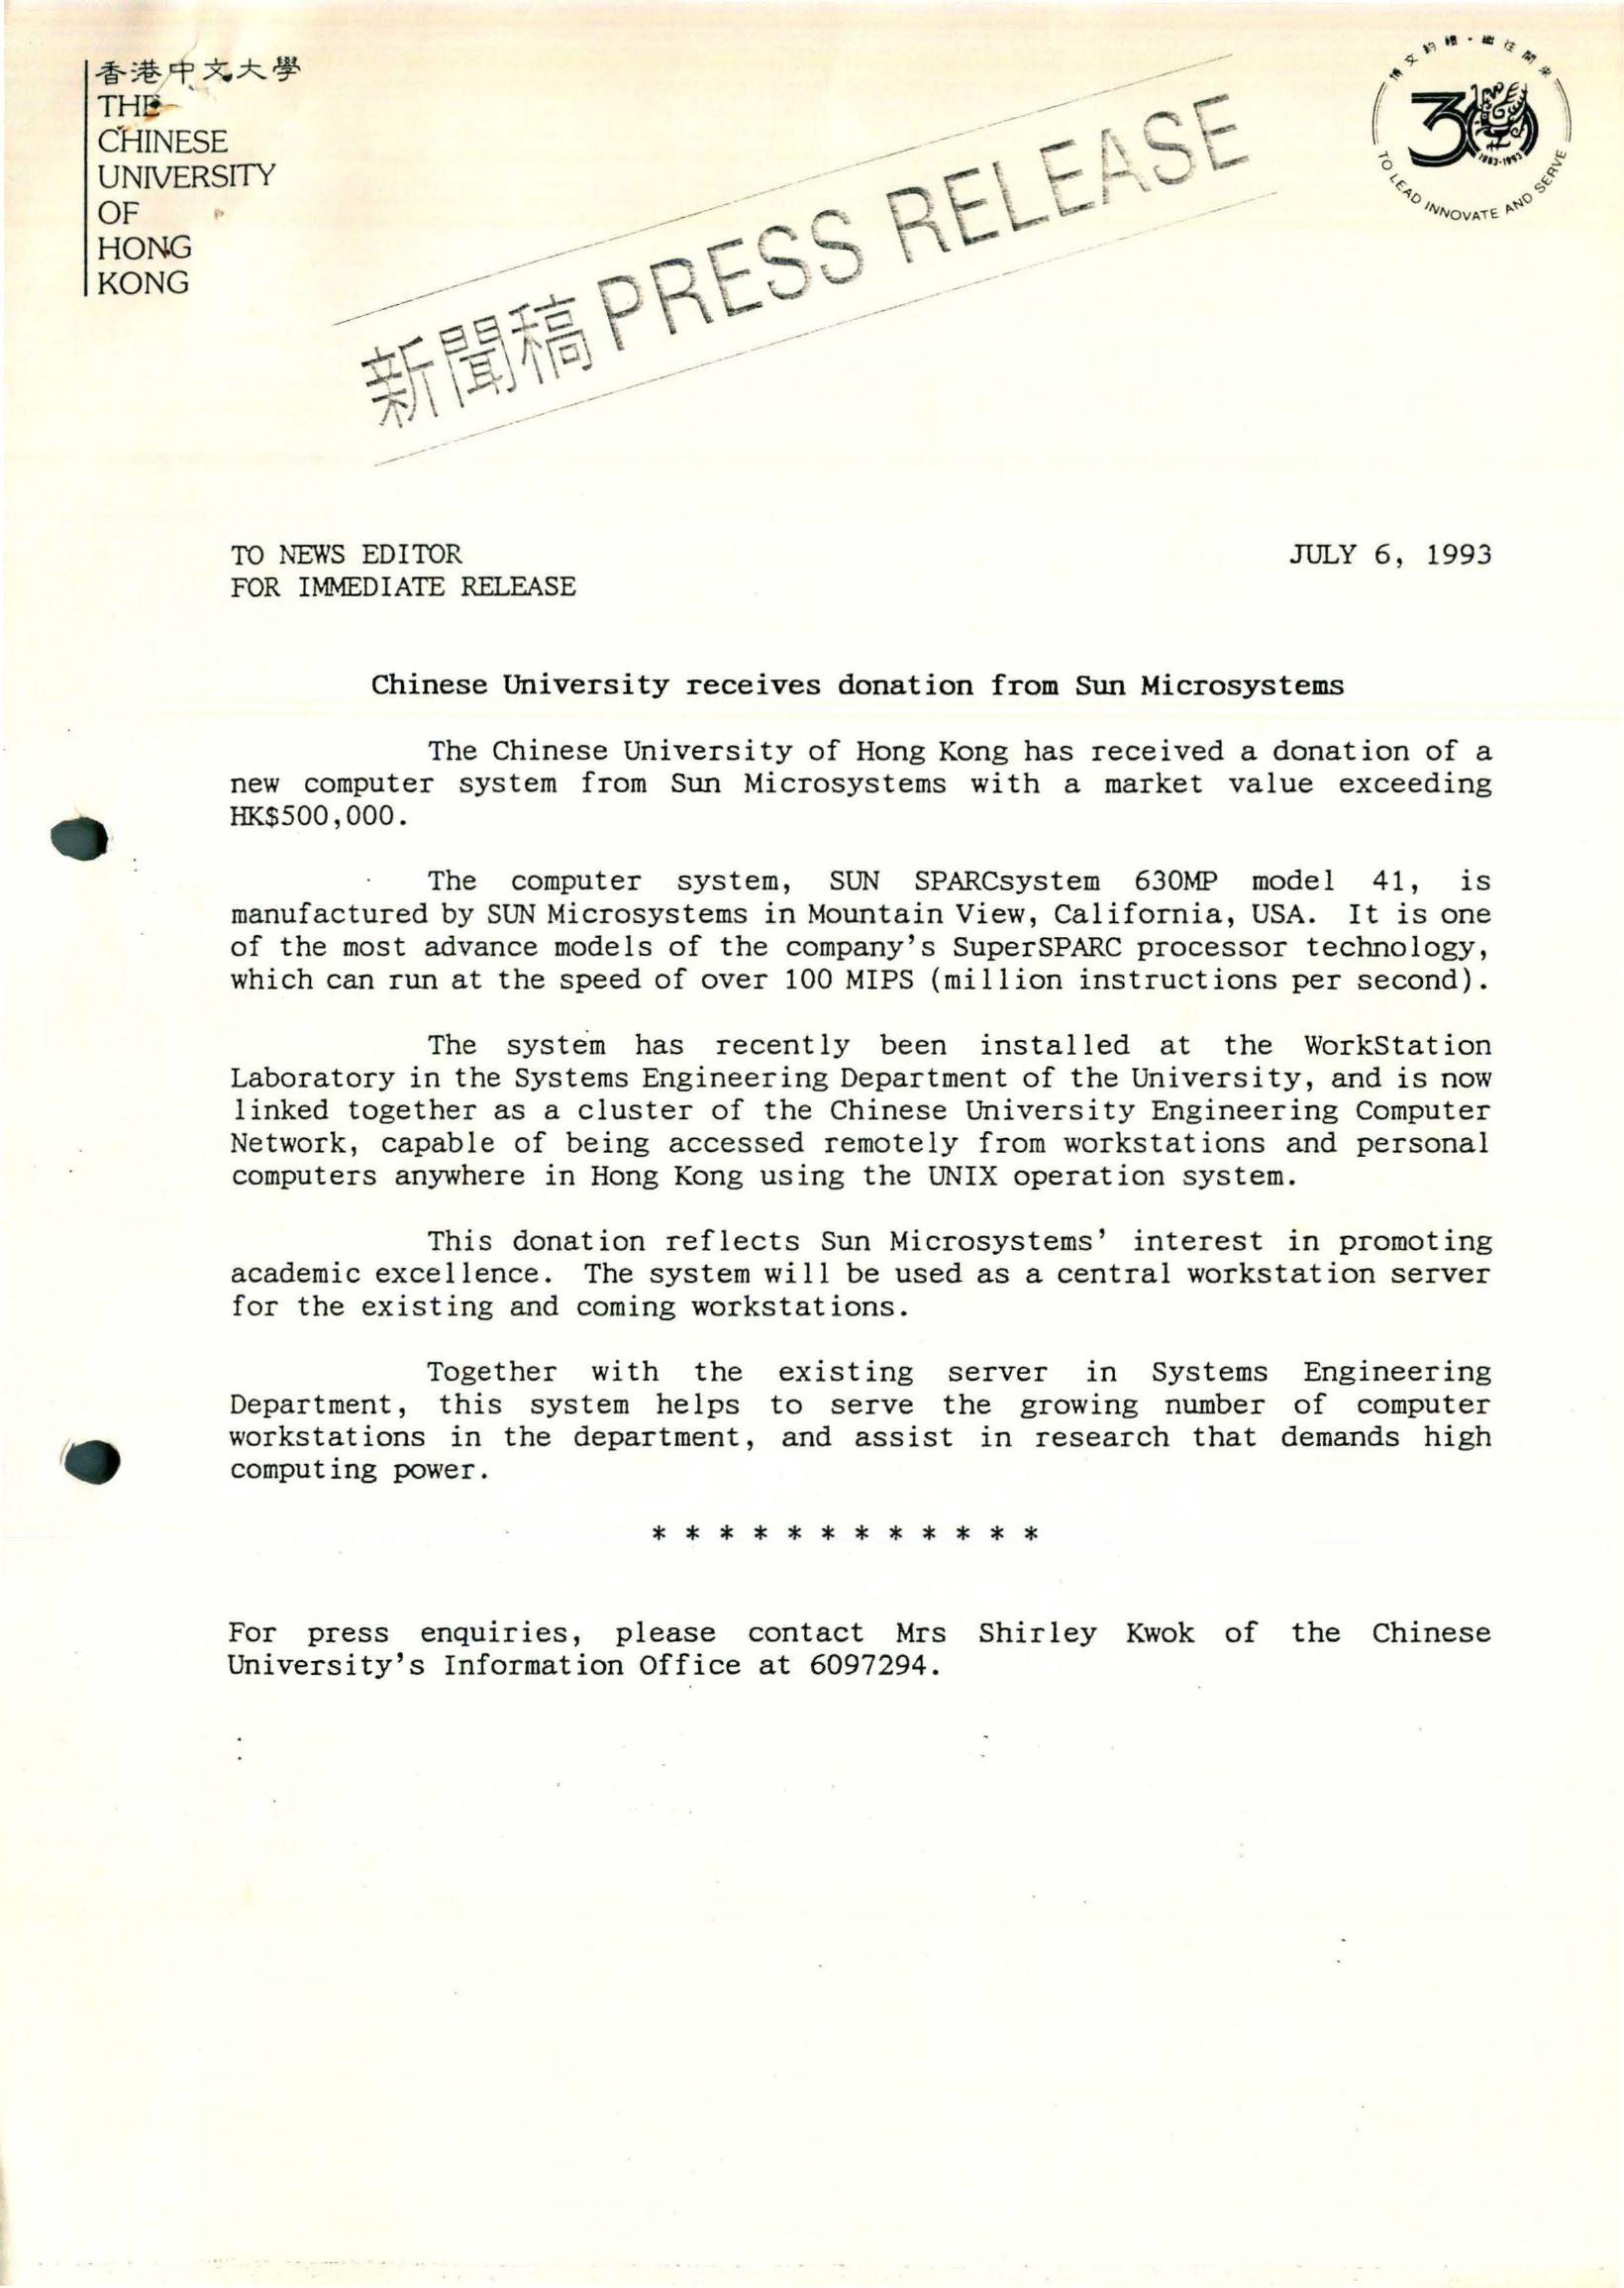 香港中文大學
THE
CHINESE
UNIVERSITY
OF
HONG
KONG
博文約禮·繼往開來
30
1963-1993
TO LEAD INNOVATE AND SERVE
新聞稿 PRESS RELEASE
TO NEWS EDITOR JULY 6, 1993
FOR IMMEDIATE RELEASE
Chinese University receives donation from Sun Microsystems
The Chinese University of Hong Kong has received a donation of a
new computer system from Sun Microsystems with a market value exceeding
HK$500,000.
The computer system, SUN SPARCsystem 630MP model 41, is
manufactured by SUN Microsystems in Mountain View, California, USA. It is one
of the most advance models of the company's SuperSPARC processor technology,
which can run at the speed of over 100 MIPS (million instructions per second).
The system has recently been installed at the WorkStation
Laboratory in the Systems Engineering Department of the University, and is now
linked together as a cluster of the Chinese University Engineering Computer
Network, capable of being accessed remotely from workstations and personal
computers anywhere in Hong Kong using the UNIX operation system.
This donation reflects Sun Microsystems' interest in promoting
academic excellence. The system will be used as a central workstation server
for the existing and coming workstations.
Together with the existing server in Systems Engineering
Department, this system helps to serve the growing number of computer
workstations in the department, and assist in research that demands high
computing power.
* * * * * * * * * * * *
For press enquiries, please contact Mrs Shirley Kwok of the Chinese
University's Information Office at 6097294.